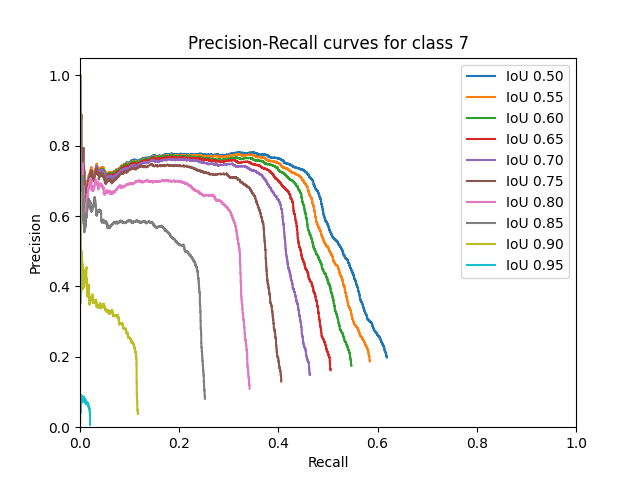 Precision-Recall curves for class 7
Precision
1.0
0.8
0.6
0.4
0.2
0.0
IoU 0.50
IoU 0.55
IoU 0.60
IoU 0.65
IoU 0.70
IoU 0.75
IoU 0.80
IoU 0.85
IoU 0.90
IoU 0.95
0.0 0.2 0.4 0.6 0.8 1.0
Recall